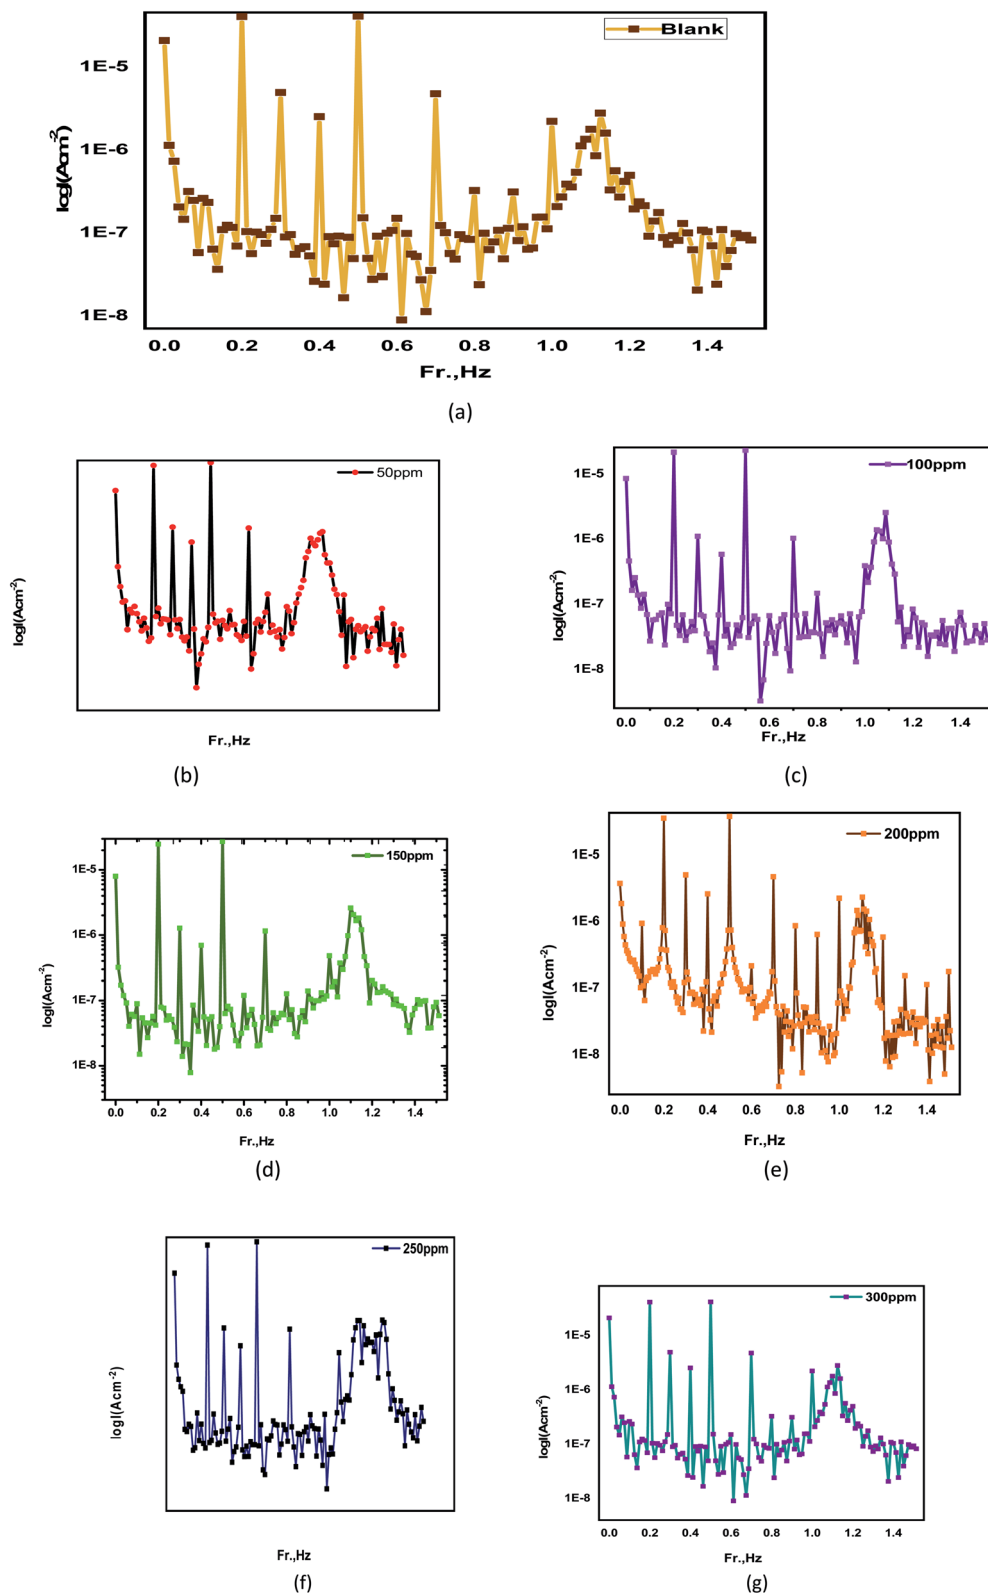 Blank
1E-5
1E-6
1E-7
1E-8
logI(Acm-2)
0.0 0.2 0.4 0.6 0.8 1.0 1.2 1.4
Fr.,Hz
(a)
50ppm
logI(Acm-2)
Fr.,Hz
(b)
100ppm
1E-5
1E-6
1E-7
1E-8
logI(Acm-2)
0.0 0.2 0.4 0.6 0.8 1.0 1.2 1.4
Fr.,Hz
(c)
150ppm
1E-5
1E-6
1E-7
1E-8
logI(Acm-2)
0.0 0.2 0.4 0.6 0.8 1.0 1.2 1.4
Fr.,Hz
(d)
200ppm
1E-5
1E-6
1E-7
1E-8
logI(Acm-2)
0.0 0.2 0.4 0.6 0.8 1.0 1.2 1.4
Fr.,Hz
(e)
250ppm
logI(Acm-2)
Fr.,Hz
(f)
300ppm
1E-5
1E-6
1E-7
1E-8
logI(Acm-2)
0.0 0.2 0.4 0.6 0.8 1.0 1.2 1.4
Fr.,Hz
(g)